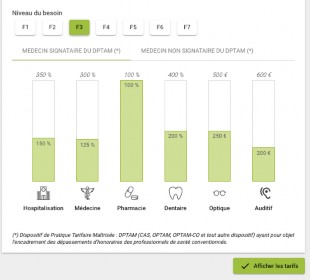 Niveau du besoin
F1 F2 F3 F4 F5 F6 F7
MEDECIN SIGNATAIRE DU DPTAM (*) MEDECIN NON SIGNATAIRE DU DPTAM (*)
350 % 300 % 100 % 400 % 500 € 600 €
150 % 125 % 100 % 200 % 250 € 200 €
Hospitalisation Médecine Pharmacie Dentaire Optique Auditif
(*) Dispositif de Pratique Tarifaire Maîtrisée : DPTAM (CAS, OPTAM, OPTAM-CO et tout autre dispositif) ayant pour objet
l'encadrement des dépassements d'honoraires des professionnels de santé conventionnés.
Afficher les tarifs